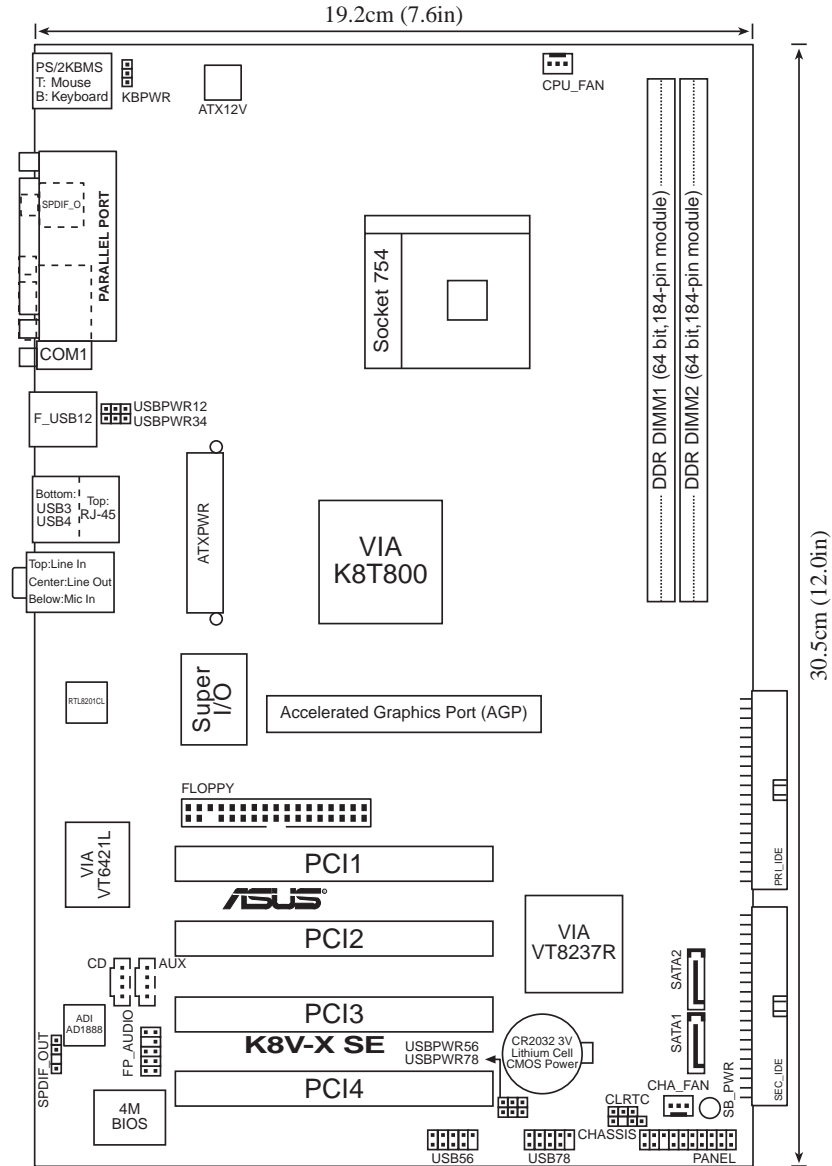 19.2cm (7.6in)
PS/2KBMS
T: Mouse
B: Keyboard
KBPWR
ATX12V
CPU_FAN
SPDIF_O
PARALLEL PORT
COM1
Socket 754
DDR DIMM1 (64 bit,184-pin module)
DDR DIMM2 (64 bit,184-pin module)
30.5cm (12.0in)
F_USB12
USBPWR12
USBPWR34
Bottom:
USB3
USB4
Top:
RJ-45
Top:Line In
Center:Line Out
Below:Mic In
ATXPWR
VIA
K8T800
RTL8201CL
Super
I/O
Accelerated Graphics Port (AGP)
FLOPPY
PRI_IDE
VIA
VT6421L
PCI1
ASUS
PCI2
VIA
VT8237R
CD
AUX
SATA2
ADI
AD1888
SPDIF_OUT
FP_AUDIO
PCI3
K8V-X SE
USBPWR56
USBPWR78
CR2032 3V
Lithium Cell
CMOS Power
SATA1
SEC_IDE
4M
BIOS
PCI4
CLRTC
CHA_FAN
SB_PWR
CHASSIS
USB56
USB78
PANEL